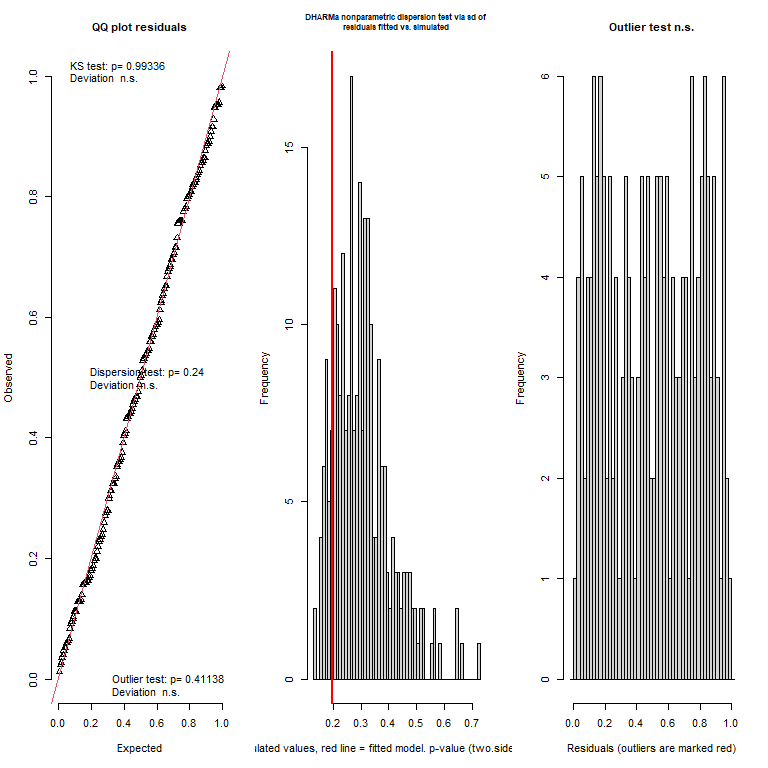 QQ plot residuals
KS test: p= 0.99336
Deviation n.s.
Dispersion test: p= 0.24
Deviation n.s.
Outlier test: p= 0.41138
Deviation n.s.
Observed
0.0
0.2
0.4
0.6
0.8
1.0
0.0 0.2 0.4 0.6 0.8 1.0
Expected
DHARMa nonparametric dispersion test via sd of
residuals fitted vs. simulated
Frequency
0
5
10
15
0.2 0.3 0.4 0.5 0.6 0.7
lated values, red line = fitted model. p-value (two.side
Outlier test n.s.
Frequency
0
1
2
3
4
5
6
0.0 0.2 0.4 0.6 0.8 1.0
Residuals (outliers are marked red)